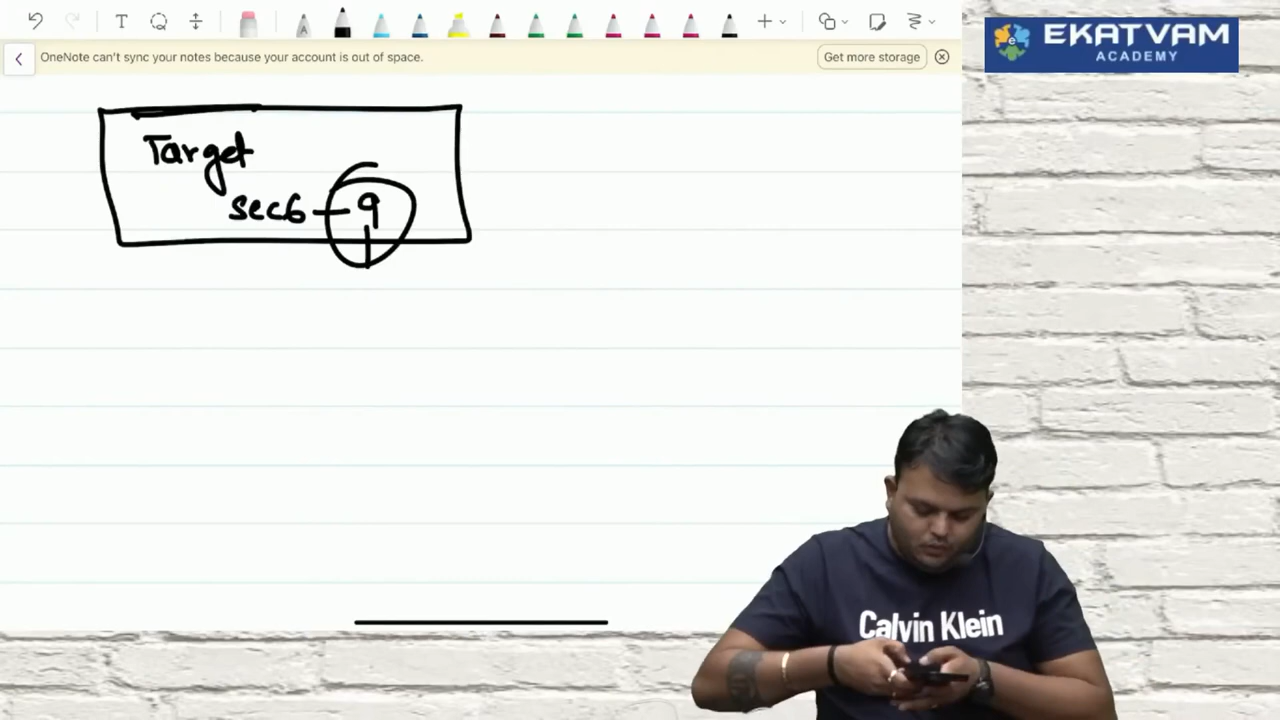 EKATVAM
ACADEMY
OneNote can't sync your notes because your account is out of space.
Get more storage
Target
sec6 - 9
Calvin Klein